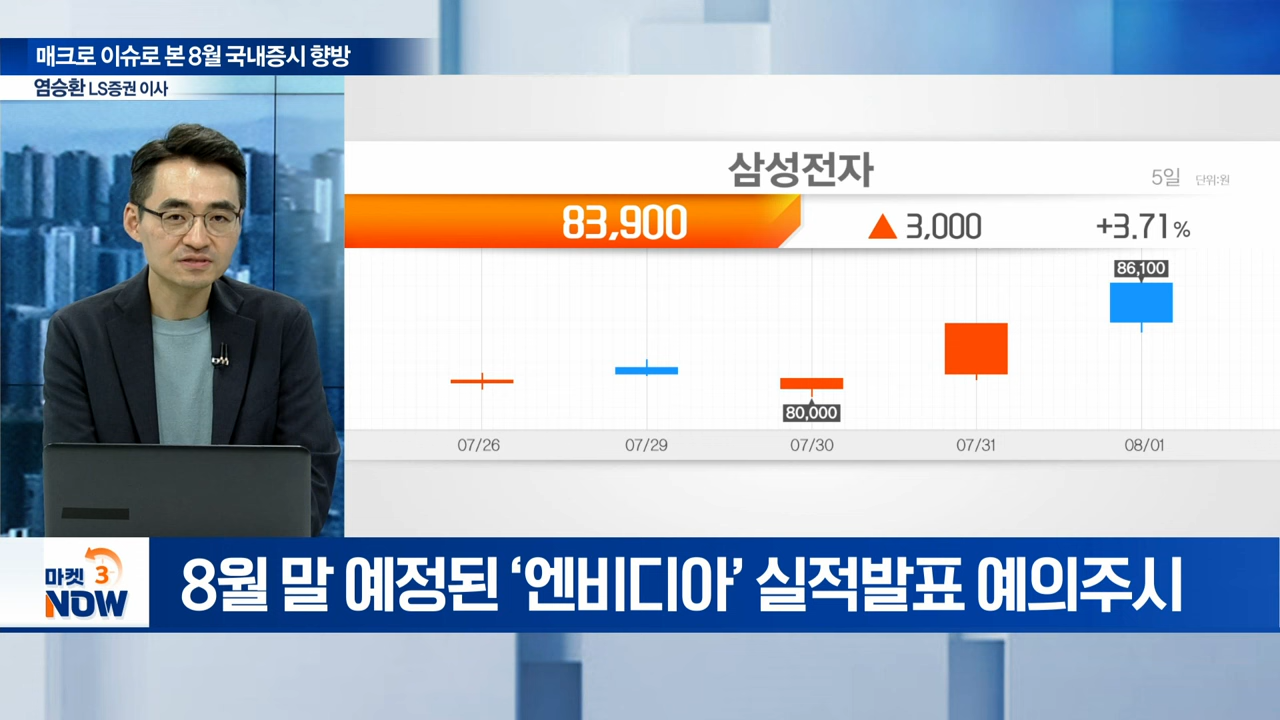 매크로 이슈로 본 8월 국내증시 향방
염승환 LS증권 이사
삼성전자
5일 단위:원
83,900 ▲ 3,000 +3.71%
86,100
80,000
07/26 07/29 07/30 07/31 08/01
마켓 3
NOW
8월 말 예정된 ‘엔비디아’ 실적발표 예의주시